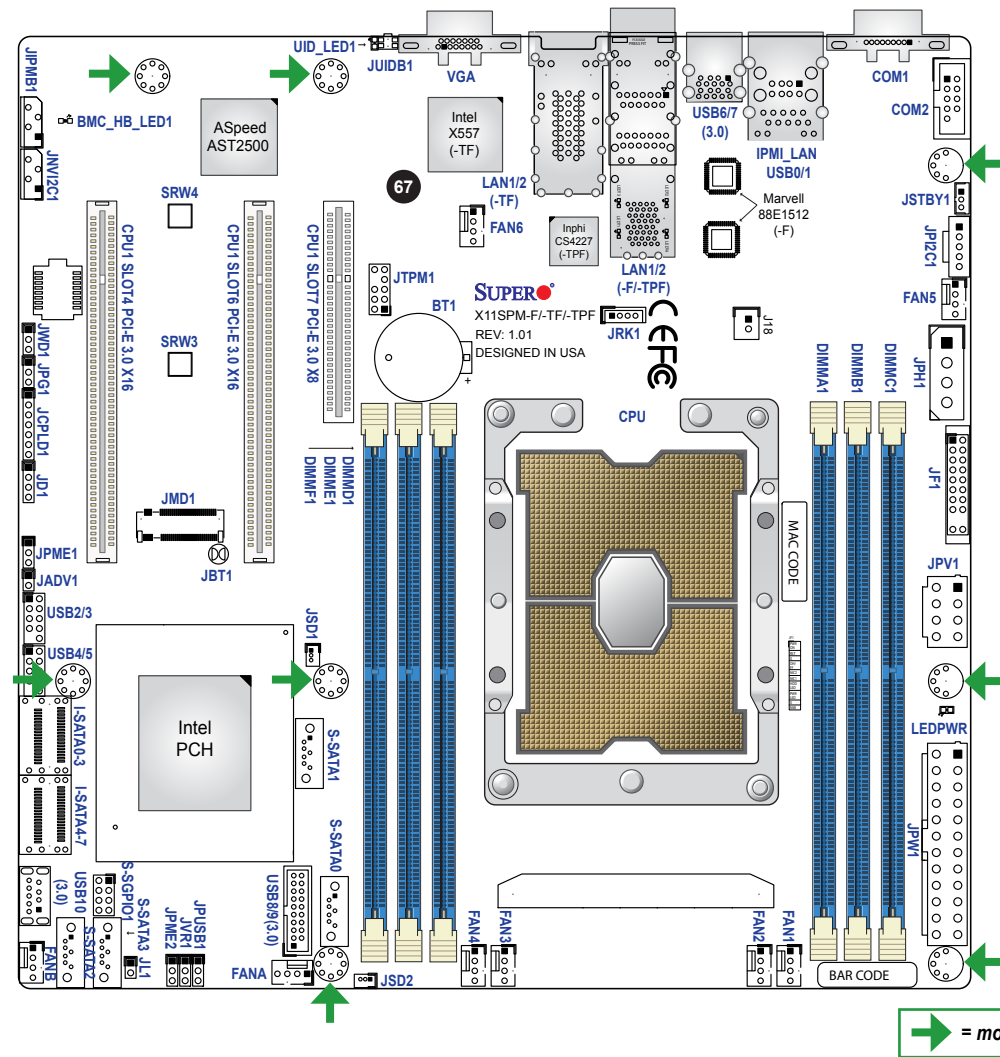 UID_LED1→
JUIDB1
VGA
COM1
COM2
JIPMB1
BMC_HB_LED1
ASpeed
AST2500
Intel
X557
(-TF)
USB6/7
(3.0)
IPMI_LAN
USB0/1
JNVI2C1
SRW4
67
LAN1/2
(-TF)
FAN6
Inphi
CS4227
(-TPF)
Marvell
88E1512
(-F)
JSTBY1
JPI2C1
LAN1/2
(-F/-TPF)
CPU1 SLOT4 PCI-E 3.0 X16
CPU1 SLOT6 PCI-E 3.0 X16
CPU1 SLOT7 PCI-E 3.0 X8
JTPM1
BT1
+
SUPER
X11SPM-F/-TF/-TPF
REV: 1.01
DESIGNED IN USA
JRK1
CE FC
J18
FAN5
JWD1
JPG1
SRW3
JPH1
JCPLD1
JD1
DIMMA1
DIMMB1
DIMMC1
CPU
DIMMF1
DIMME1
DIMMD1
JF1
JMD1
JBT1
MAC CODE
JPME1
JADV1
USB2/3
USB4/5
JPV1
JSD1
LEDPWR
Intel
PCH
I-SATA0-3
I-SATA4-7
S-SATA1
JPW1
S-SATA0
USB10
(3.0)
S-SGPIO1
S-SATA3
USB8/9(3.0)
FANB
S-SATA2
JL1
JPME2
JVR1
JPUSB1
FANA
JSD2
FAN4
FAN3
FAN2
FAN1
BAR CODE
= mo